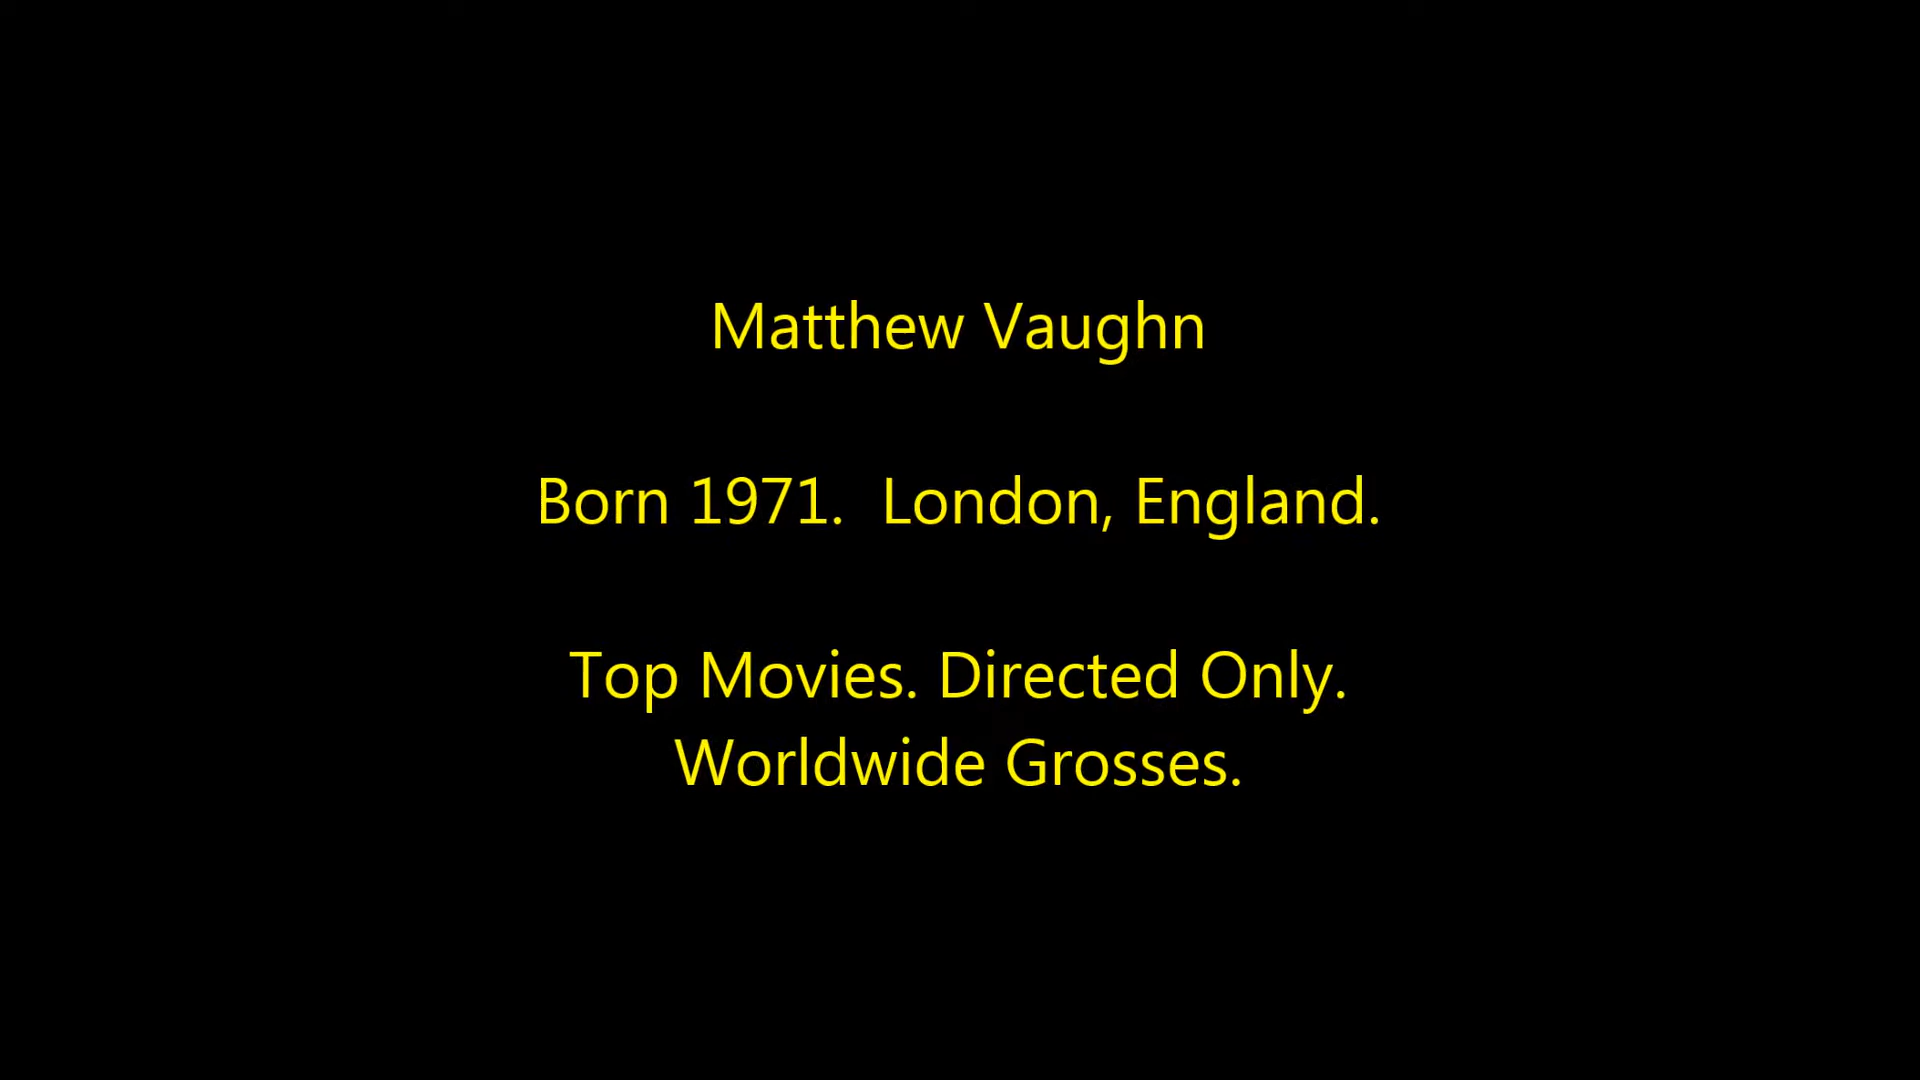 Matthew Vaughn
Born 1971.  London, England.
Top Movies. Directed Only.
Worldwide Grosses.